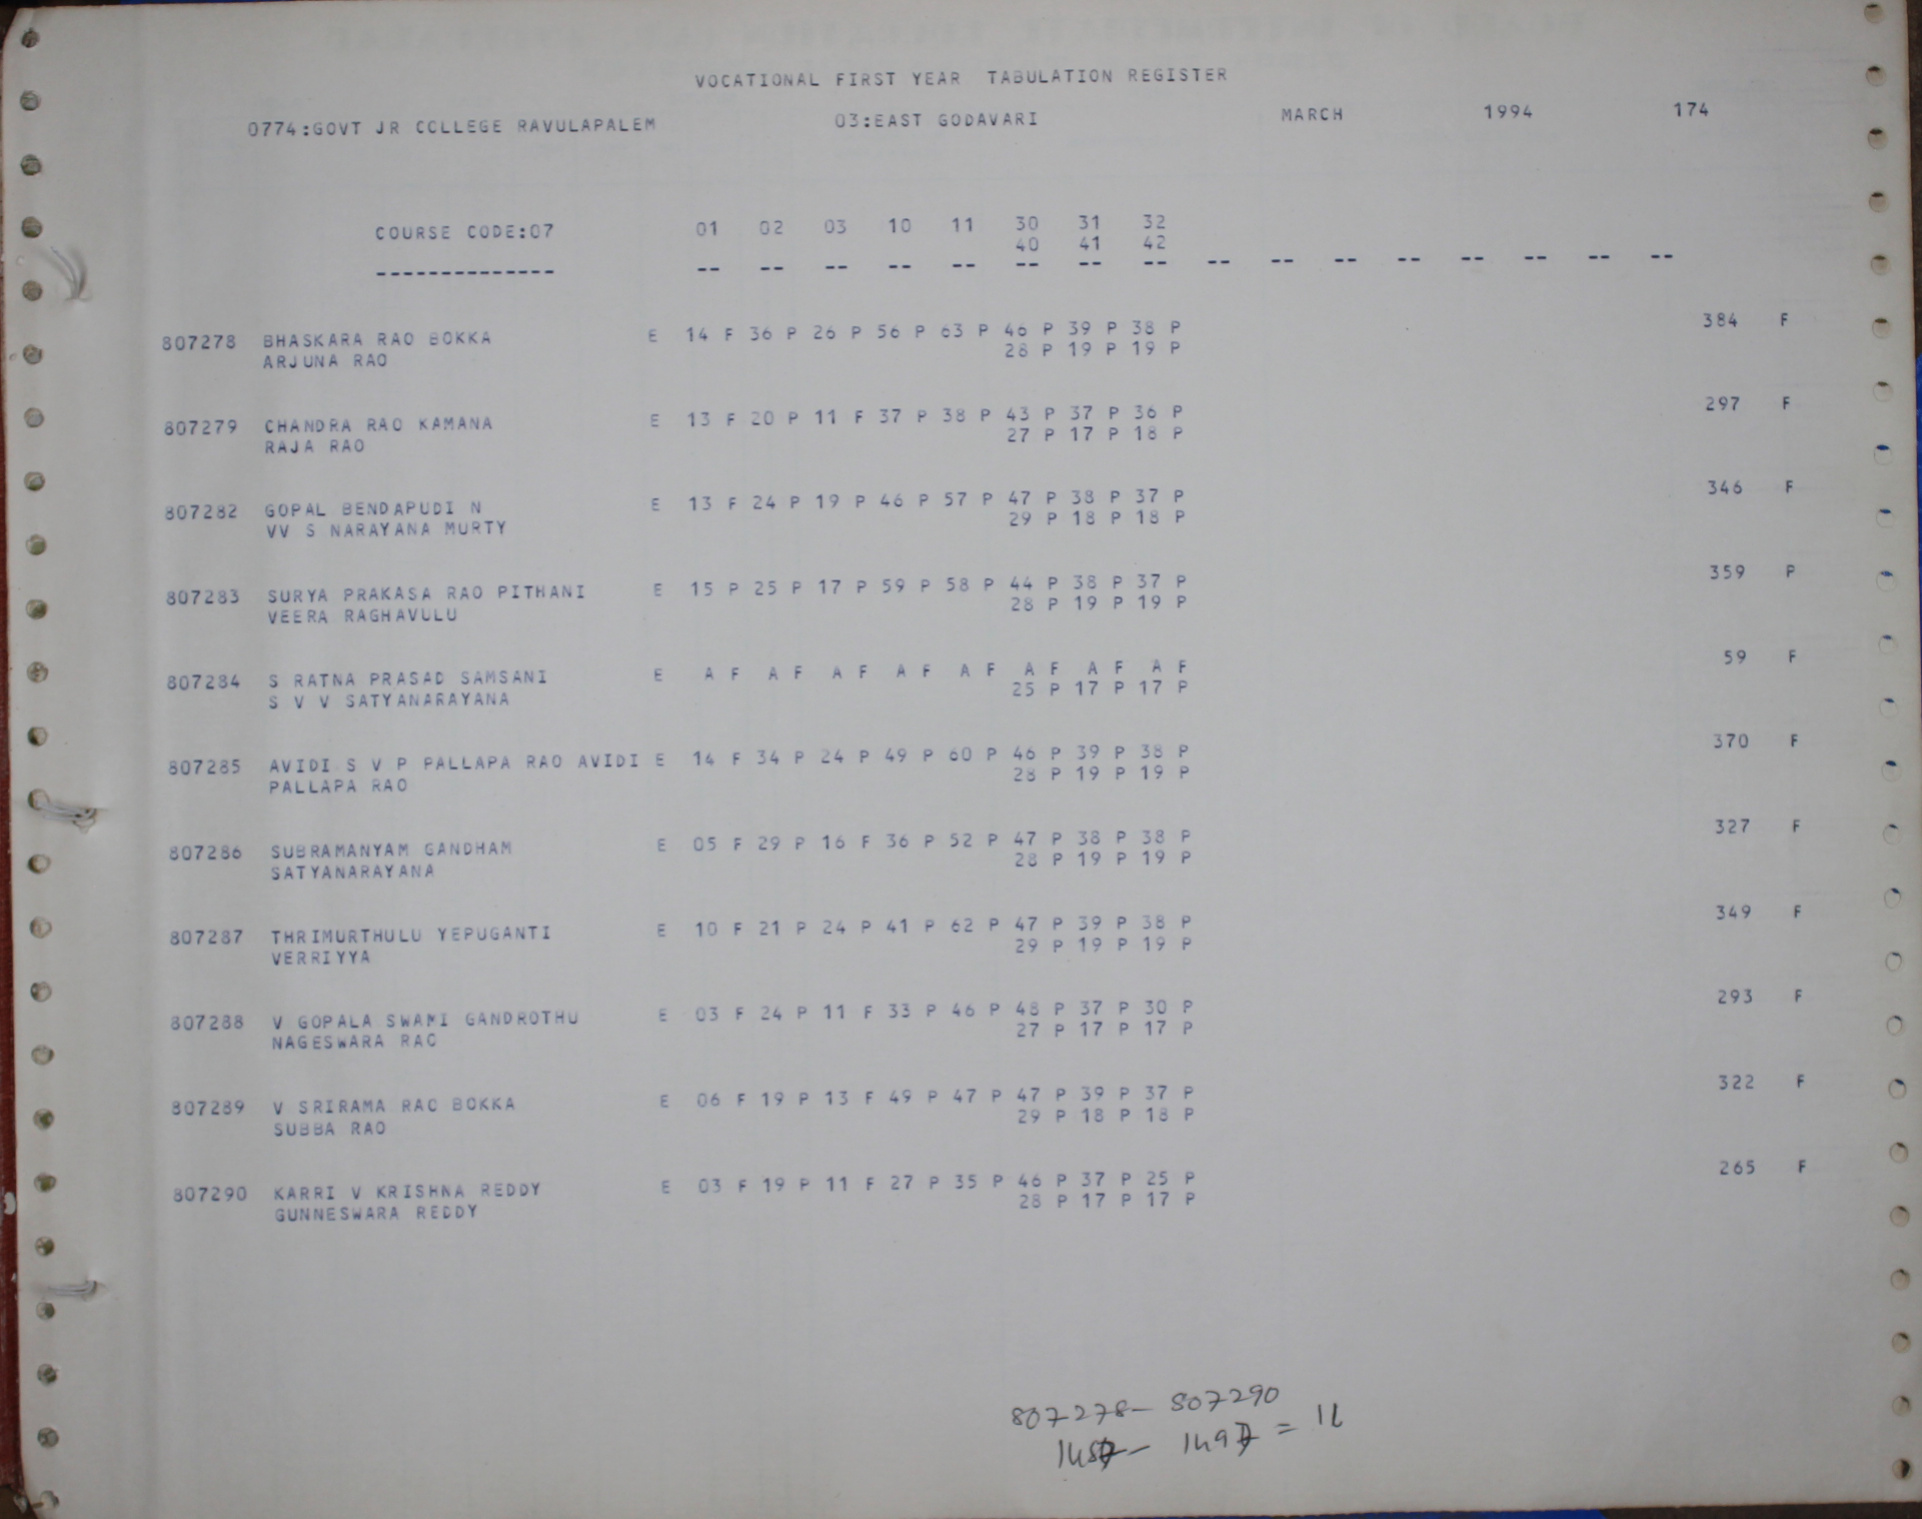 VOCATIONAL FIRST YEAR TABULATION REGISTER
0774:GOVT JR COLLEGE RAVULAPALEM 03:EAST GODAVARI MARCH 1994 174
COURSE CODE:07 01 02 03 10 11 30 31 32
40 41 42
-------------- -- -- -- -- -- -- -- -- -- -- -- -- -- -- -- --
807278 BHASKARA RAO BOKKA E 14 F 36 P 26 P 56 P 63 P 46 P 39 P 38 P 384 F
ARJUNA RAO 28 P 19 P 19 P
807279 CHANDRA RAO KAMANA E 13 F 20 P 11 F 37 P 38 P 43 P 37 P 36 P 297 F
RAJA RAO 27 P 17 P 18 P
807282 GOPAL BENDAPUDI N E 13 F 24 P 19 P 46 P 57 P 47 P 38 P 37 P 346 F
VV S NARAYANA MURTY 29 P 18 P 18 P
807283 SURYA PRAKASA RAO PITHANI E 15 P 25 P 17 P 59 P 58 P 44 P 38 P 37 P 359 P
VEERA RAGHAVULU 28 P 19 P 19 P
807284 S RATNA PRASAD SAMSANI E A F A F A F A F A F A F A F A F 59 F
S V V SATYANARAYANA 25 P 17 P 17 P
807285 AVIDI S V P PALLAPA RAO AVIDI E 14 F 34 P 24 P 49 P 60 P 46 P 39 P 38 P 370 F
PALLAPA RAO 28 P 19 P 19 P
807286 SUBRAMANYAM GANDHAM E 05 F 29 P 16 F 36 P 52 P 47 P 38 P 38 P 327 F
SATYANARAYANA 28 P 19 P 19 P
807287 THRIMURTHULU YEPUGANTI E 10 F 21 P 24 P 41 P 62 P 47 P 39 P 38 P 349 F
VERRIYYA 29 P 19 P 19 P
807288 V GOPALA SWAMI GANDROTHU E 03 F 24 P 11 F 33 P 46 P 48 P 37 P 30 P 293 F
NAGESWARA RAO 27 P 17 P 17 P
807289 V SRIRAMA RAO BOKKA E 06 F 19 P 13 F 49 P 47 P 47 P 39 P 37 P 322 F
SUBBA RAO 29 P 18 P 18 P
807290 KARRI V KRISHNA REDDY E 03 F 19 P 11 F 27 P 35 P 46 P 37 P 25 P 265 F
GUNNESWARA REDDY 28 P 17 P 17 P
807278- 807290